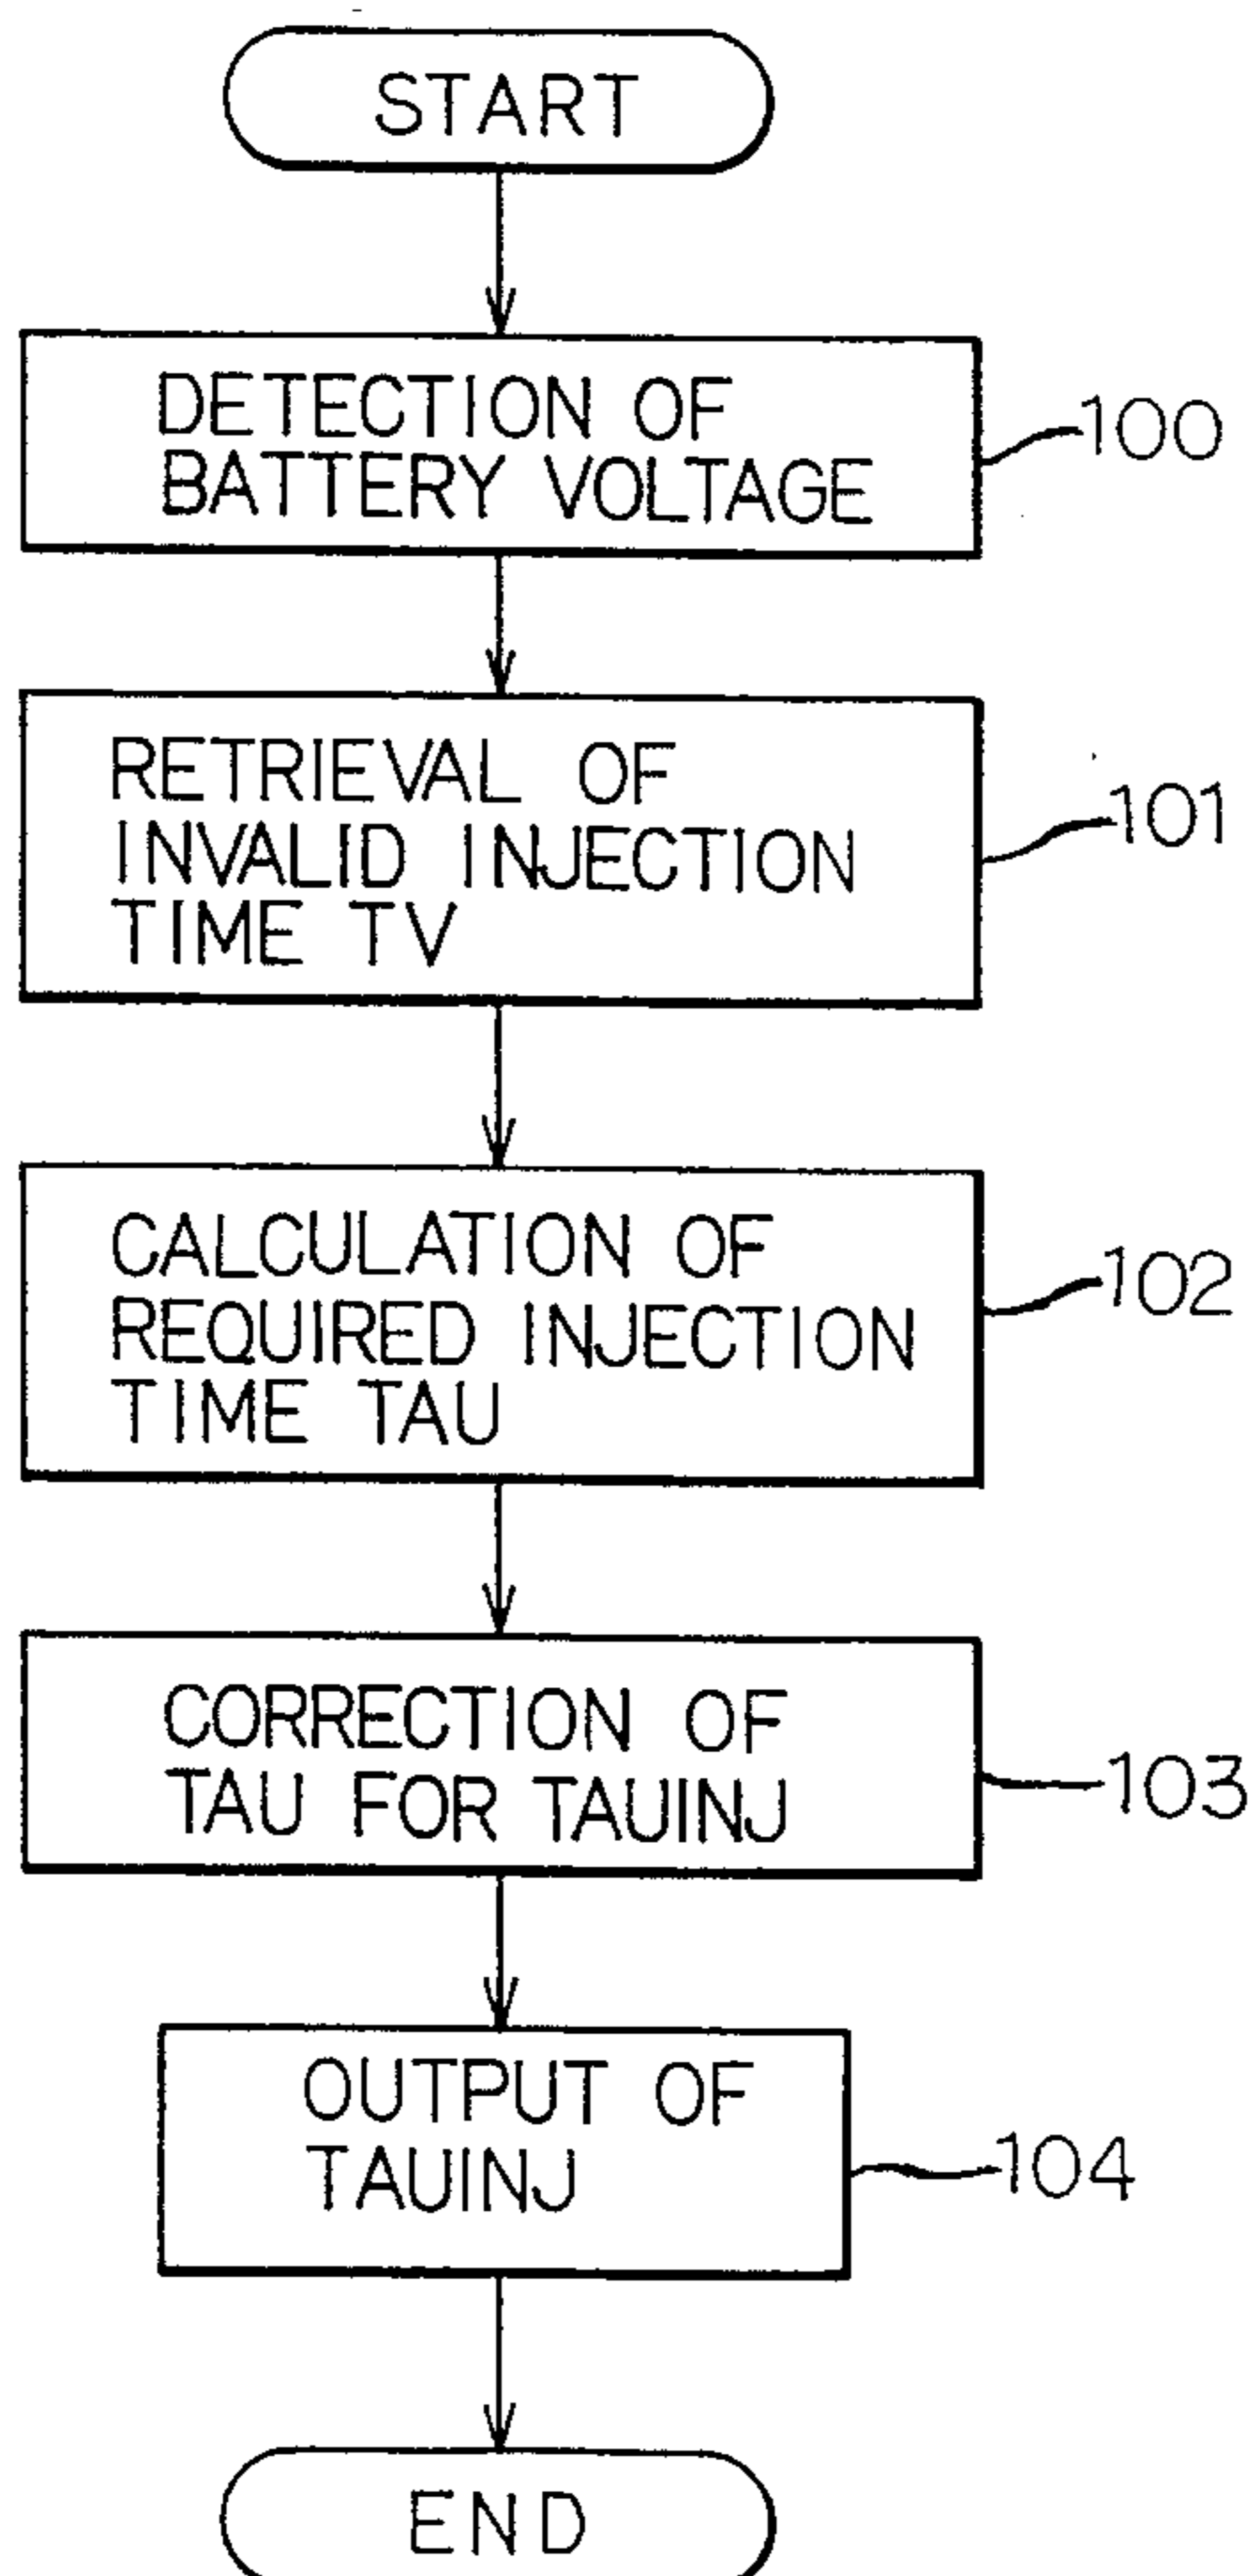 START
DETECTION OF
BATTERY VOLTAGE
100
RETRIEVAL OF
INVALID INJECTION
TIME TV
101
CALCULATION OF
REQUIRED INJECTION
TIME TAU
102
CORRECTION OF
TAU FOR TAUINJ
103
OUTPUT OF
TAUINJ
104
END